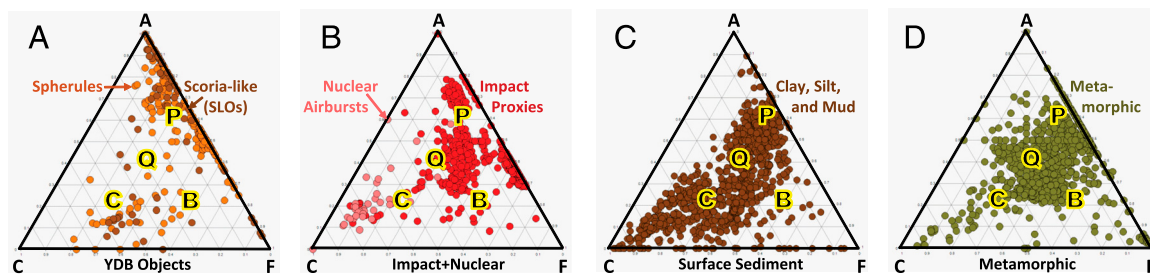 A
A
Spherules
Scoria-like
(SLOs)
P
Q
C
B
C
YDB Objects
F
B
A
Nuclear
Airbursts
Impact
Proxies
P
Q
C
B
C
Impact+Nuclear
F
C
A
Clay, Silt,
and Mud
P
Q
C
B
C
Surface Sediment
F
D
A
Meta-
morphic
P
Q
C
B
C
Metamorphic
F